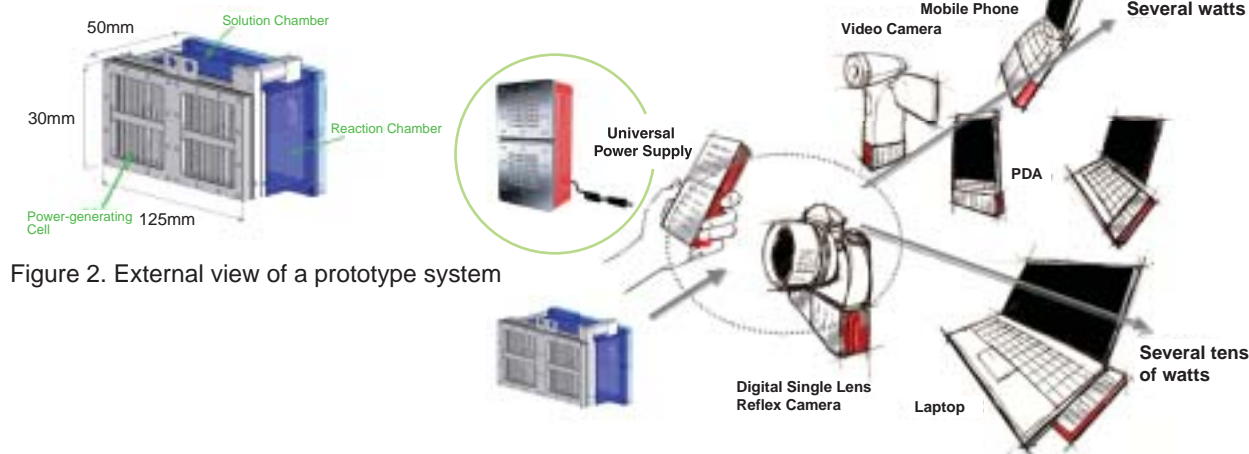 50mm
Solution Chamber
30mm
Reaction Chamber
Power-generating
Cell
125mm
Figure 2. External view of a prototype system
Universal
Power Supply
Video Camera
Mobile Phone
Several watts
PDA
Digital Single Lens
Reflex Camera
Laptop
Several tens
of watts